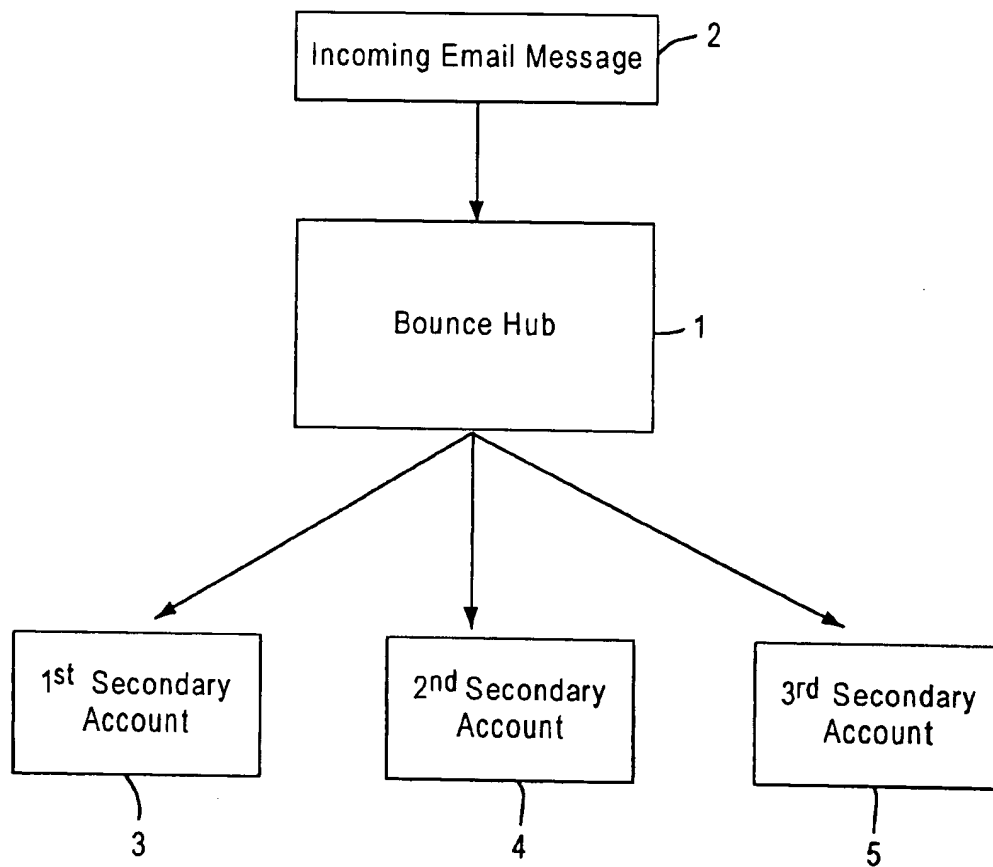 Incoming Email Message
2
Bounce Hub
1
1st Secondary
Account
2nd Secondary
Account
3rd Secondary
Account
3
4
5